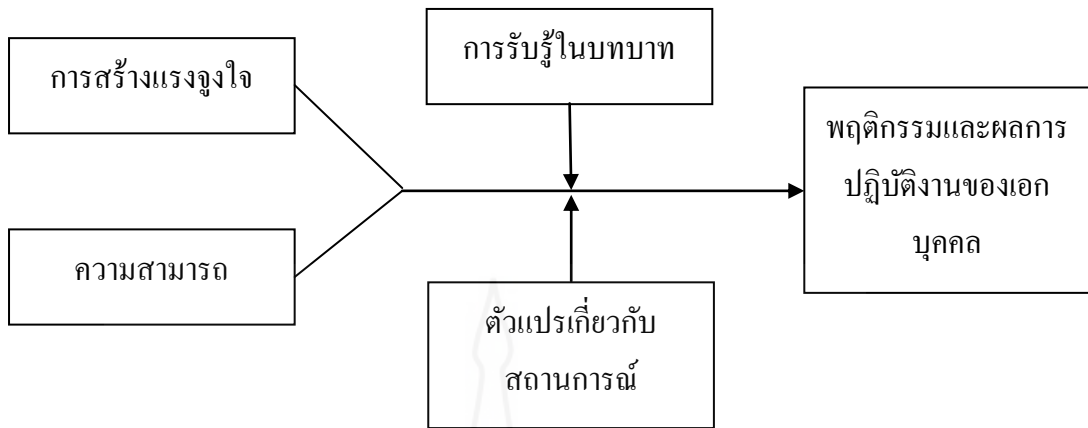 การสร้างแรงจูงใจ
การรับรู้ในบทบาท
พฤติกรรมและผลการ
ปฏิบัติงานของเอก
บุคคล
ความสามารถ
ตัวแปรเกี่ยวกับ
สถานการณ์